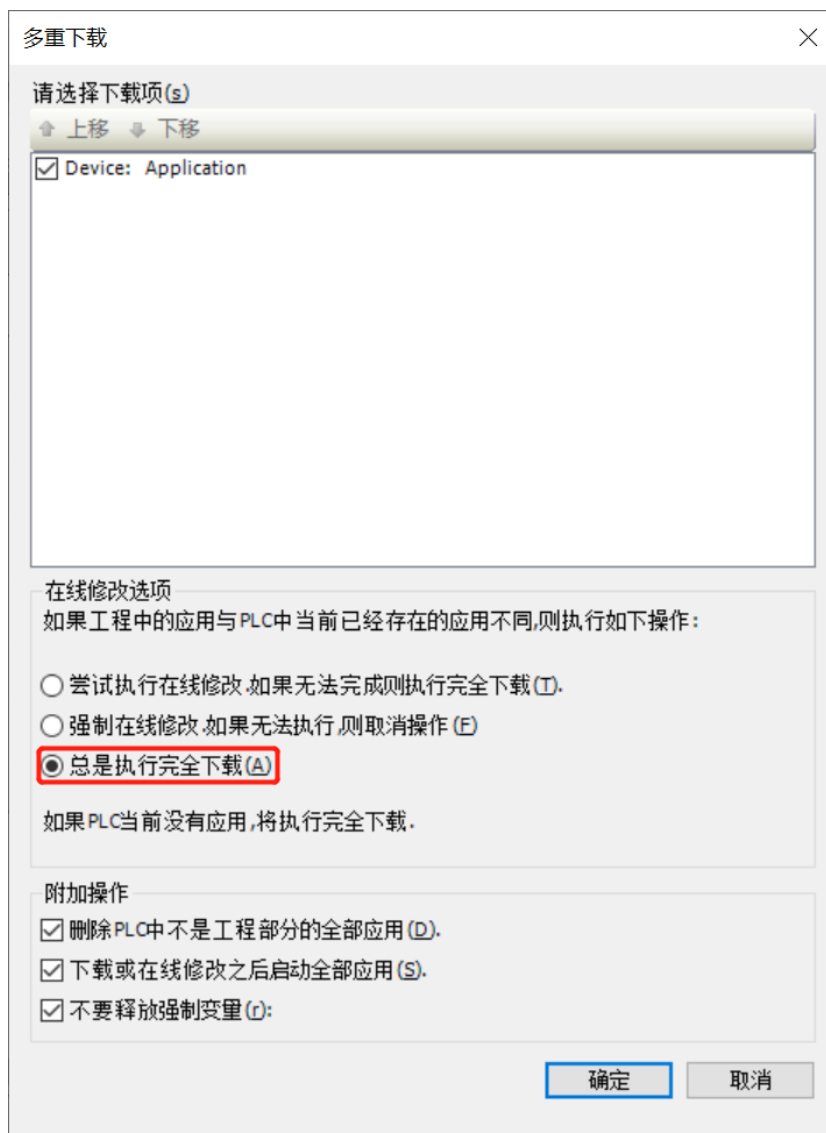 多重下载
请选择下载项(s)
上移 下移
Device: Application
在线修改选项
如果工程中的应用与PLC中当前已经存在的应用不同,则执行如下操作:
尝试执行在线修改.如果无法完成则执行完全下载(T).
强制在线修改.如果无法执行,则取消操作(F)
总是执行完全下载(A)
如果PLC当前没有应用,将执行完全下载.
附加操作
删除PLC中不是工程部分的全部应用(D).
下载或在线修改之后启动全部应用(S).
不要释放强制变量(r):
确定 取消